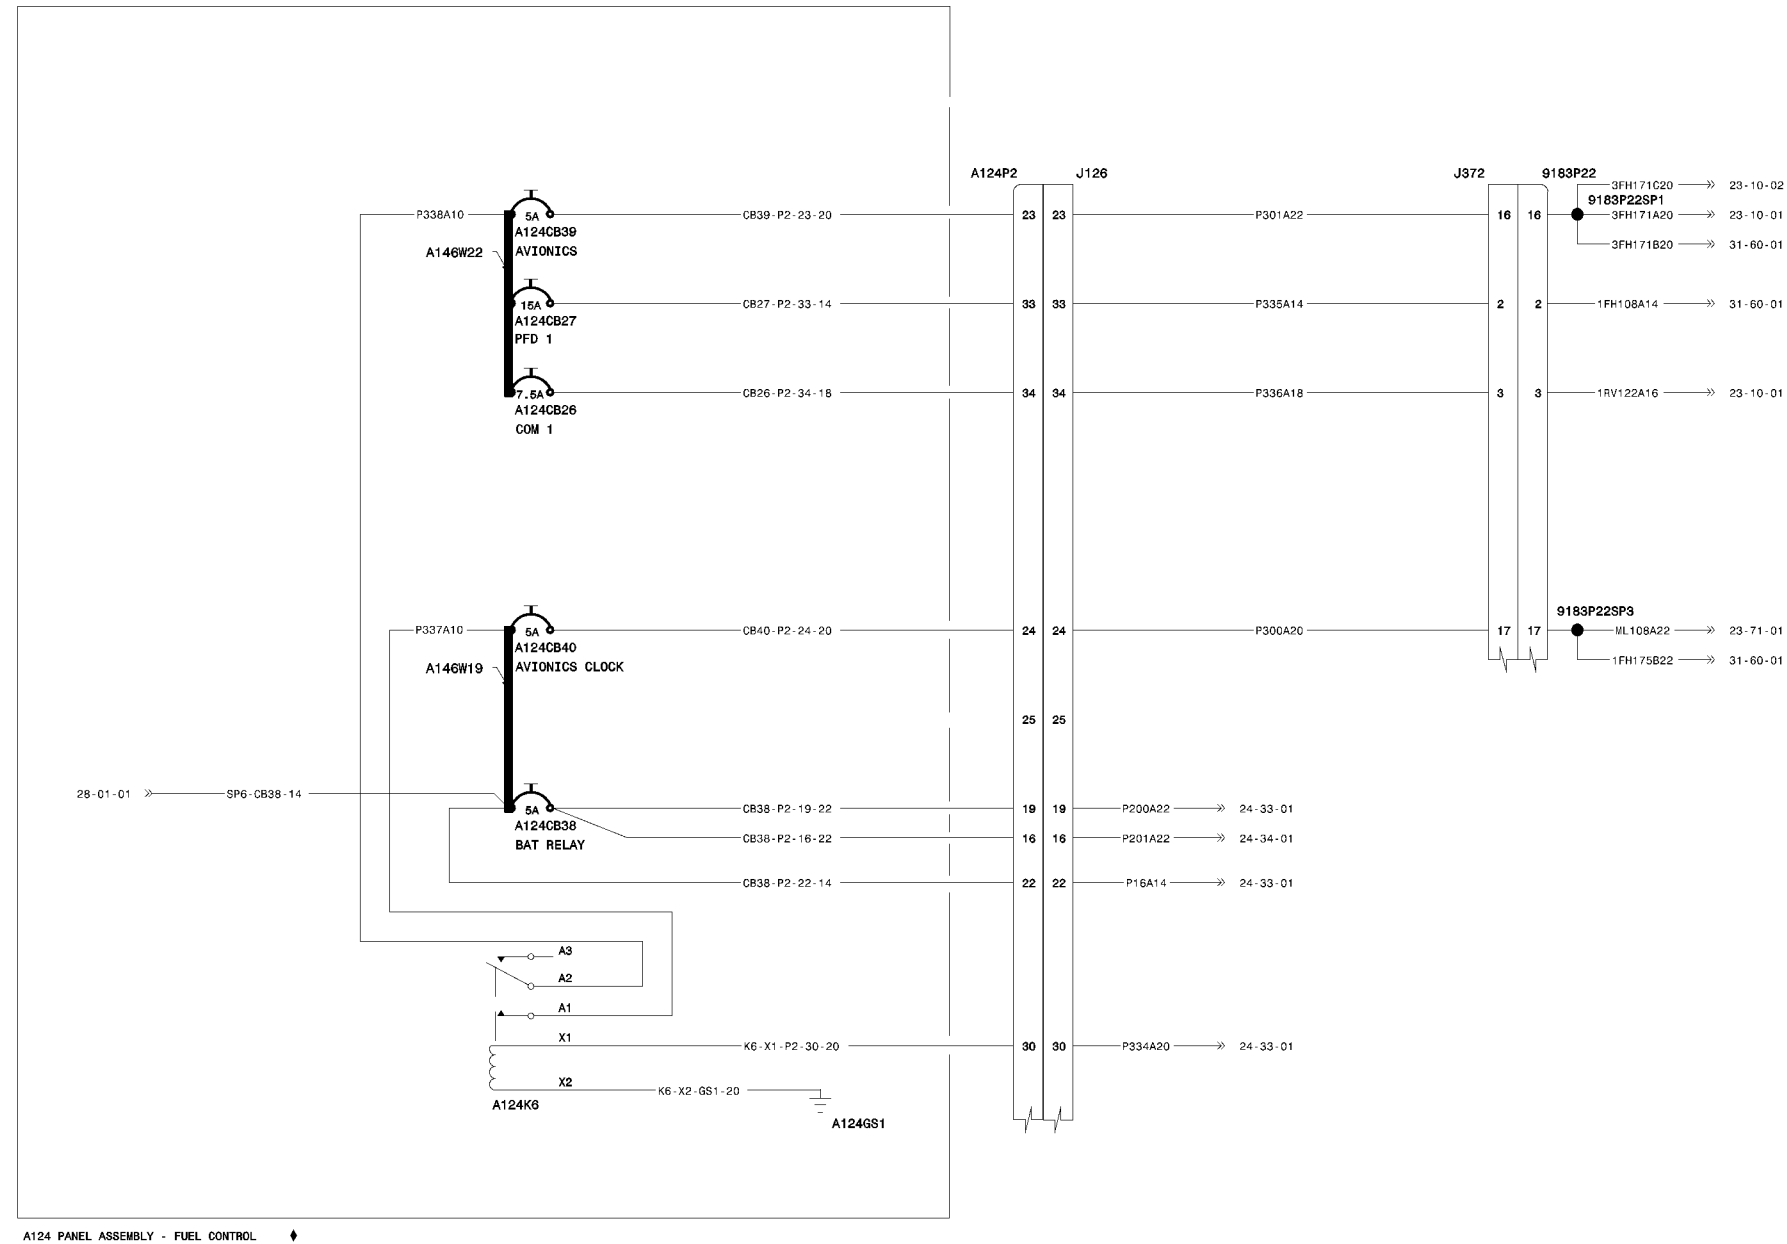 A124P2 J126 J372 9183P22
3FH171C20 23-10-02
9183P22SP1
P338A10 5A CB39-P2-23-20 23 23 P301A22 16 16 3FH171A20 23-10-01
A124CB39
A146W22 AVIONICS
3FH171B20 31-60-01
15A CB27-P2-33-14 33 33 P335A14 2 2 1FH108A14 31-60-01
A124CB27
PFD 1
7.5A CB26-P2-34-18 34 34 P336A18 3 3 1RV122A16 23-10-01
A124CB26
COM 1
9183P22SP3
P337A10 5A CB40-P2-24-20 24 24 P300A20 17 17 ML108A22 23-71-01
A124CB40
A146W19 AVIONICS CLOCK
1FH175B22 31-60-01
25 25
28-01-01 SP6-CB38-14
5A CB38-P2-19-22 19 19 P200A22 24-33-01
A124CB38
BAT RELAY
CB38-P2-16-22 16 16 P201A22 24-34-01
CB38-P2-22-14 22 22 P16A14 24-33-01
A3
A2
A1
X1
K6-X1-P2-30-20 30 30 P334A20 24-33-01
X2
K6-X2-GS1-20
A124K6
A124GS1
A124 PANEL ASSEMBLY - FUEL CONTROL